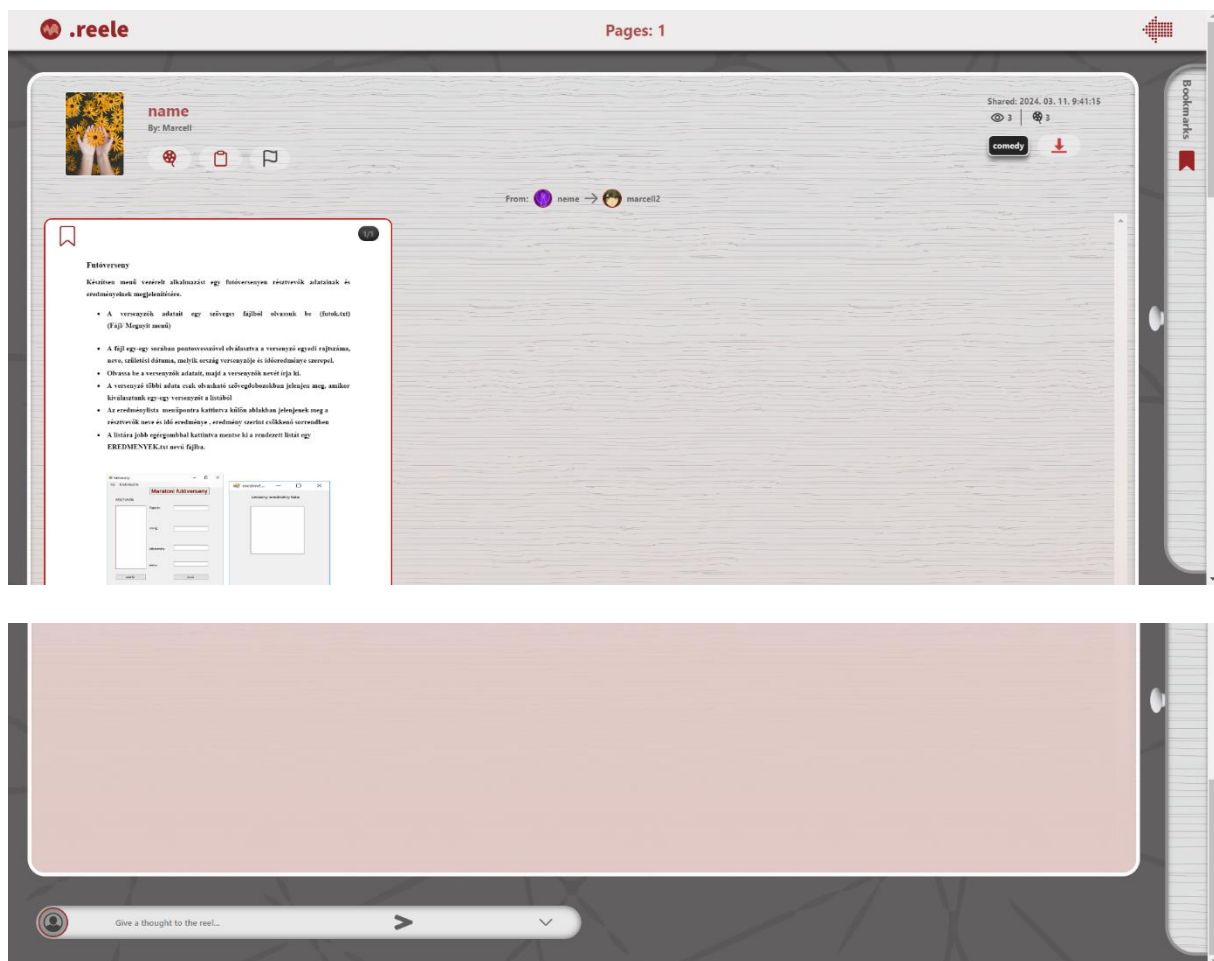 .reele
Pages: 1
name
By: Marcell
Shared: 2024. 03. 11. 9:41:15
3
3
comedy
Bookmarks
From: neme → marcell2
1/1
Futóverseny
Készítsen menü vezérelt alkalmazást egy futóversenyen résztvevők adatainak és
eredményeinek megjelenítésére.
• A versenyzők adatait egy szöveges fájlból olvassuk be (futok.txt)
(Fájl/ Megnyit menü)
• A fájl egy-egy sorában pontosvesszővel elválasztva a versenyző egyedi rajtszáma,
neve, születési dátuma, melyik ország versenyzője és időeredménye szerepel.
• Olvassa be a versenyzők adatait, majd a versenyzők nevét írja ki.
• A versenyző többi adata csak olvasható szövegdobozokban jelenjen meg, amikor
kiválasztunk egy-egy versenyzőt a listából
• Az eredménylista menüpontra kattintva külön ablakban jelenjenek meg a
résztvevők neve és idő eredménye , eredmény szerint csökkenő sorrendben
• A listára jobb egérgombbal kattintva mentse ki a rendezett listát egy
EREDMENYEK.txt nevű fájlba.
Maratoni futóverseny
Give a thought to the reel...